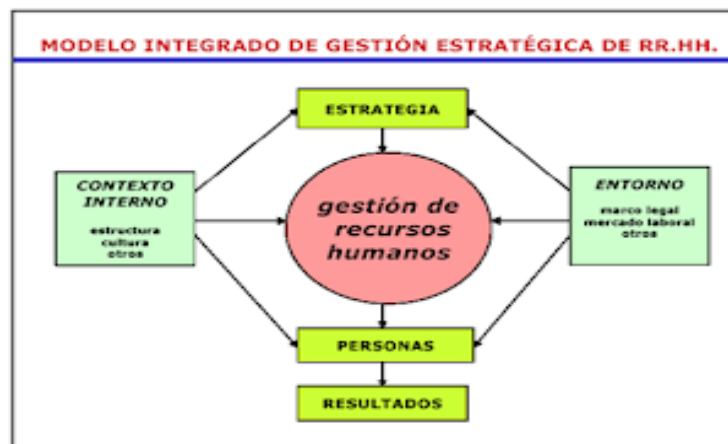 MODELO INTEGRADO DE GESTIÓN ESTRATÉGICA DE RR.HH.
ESTRATEGIA
CONTEXTO
INTERNO
estructura
cultura
otros
gestión de
recursos
humanos
ENTORNO
marco legal
mercado laboral
otros
PERSONAS
RESULTADOS